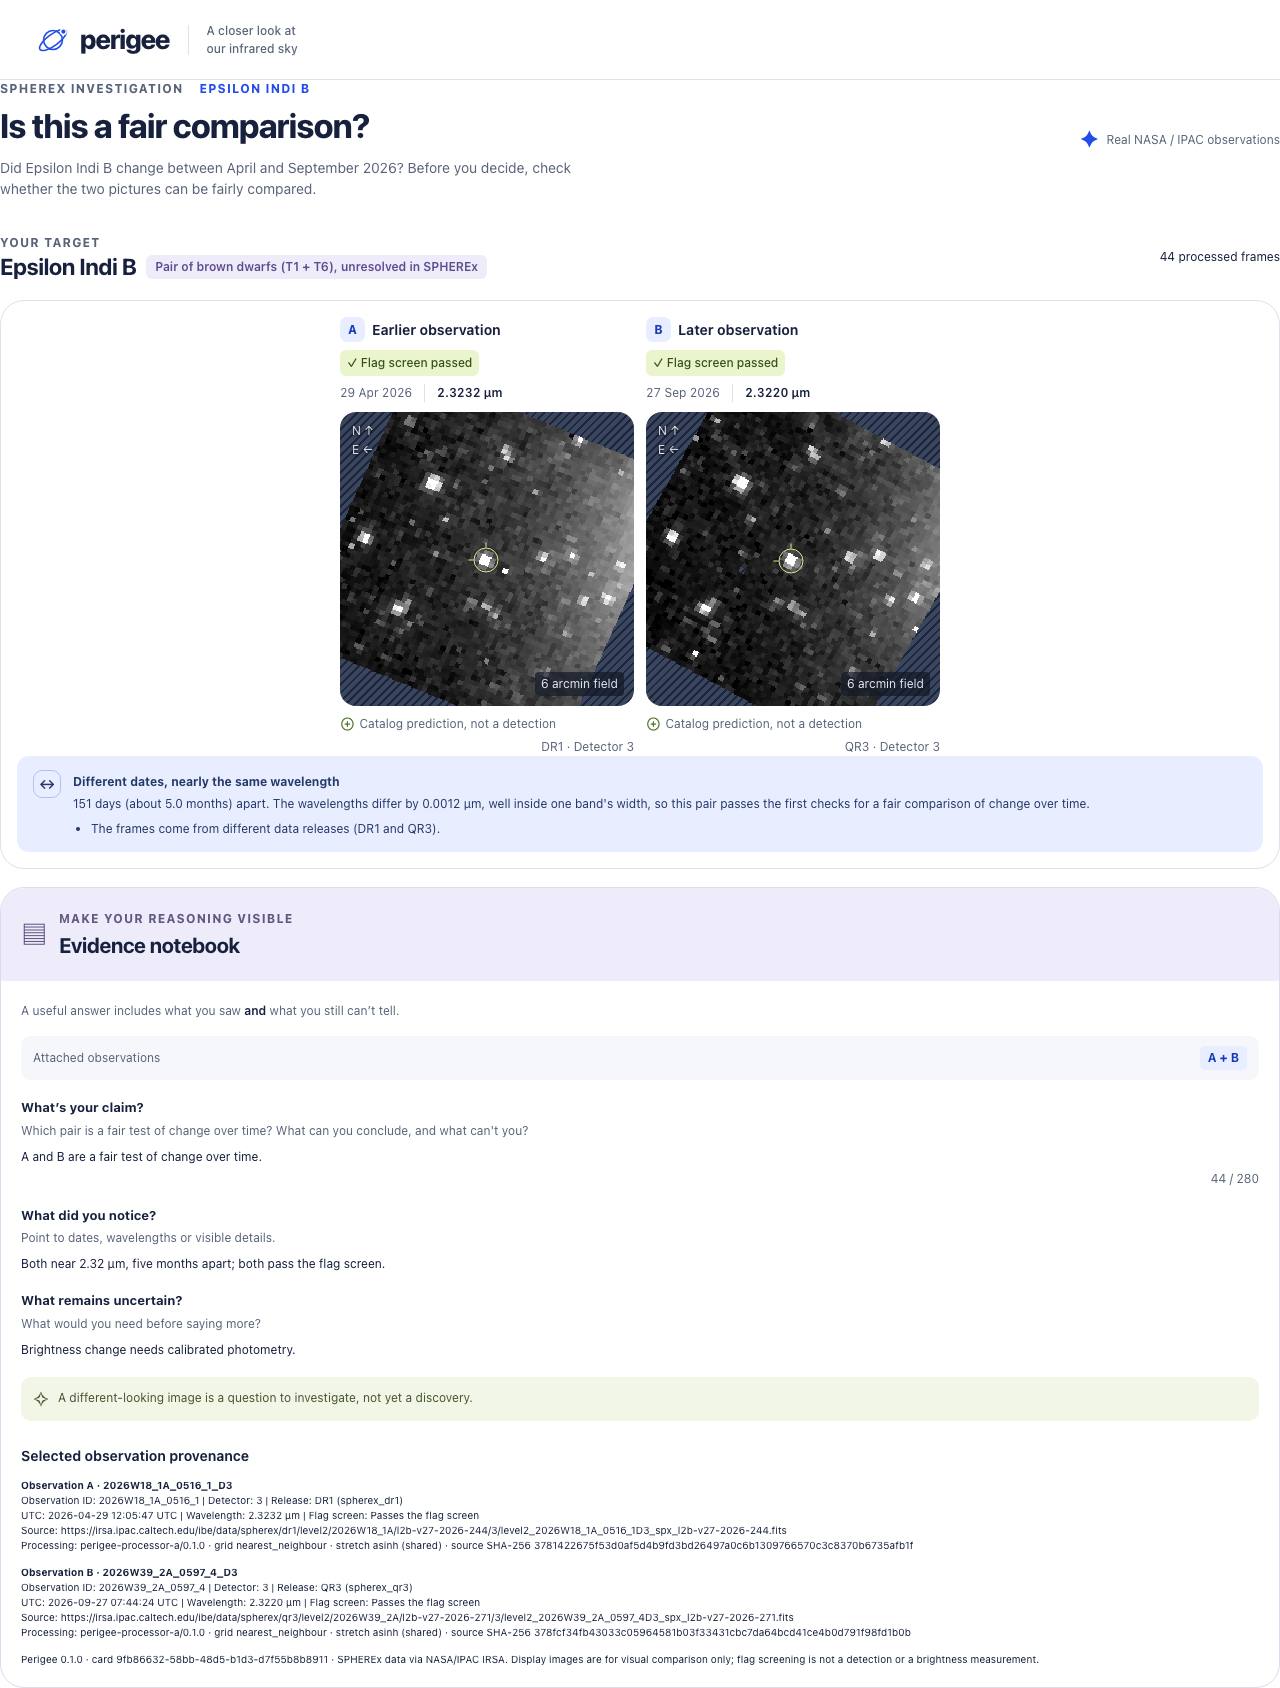 perigee
A closer look at
our infrared sky
SPHEREX INVESTIGATION EPSILON INDI B
Is this a fair comparison?
Real NASA / IPAC observations
Did Epsilon Indi B change between April and September 2026? Before you decide, check
whether the two pictures can be fairly compared.
YOUR TARGET
Epsilon Indi B Pair of brown dwarfs (T1 + T6), unresolved in SPHEREx
44 processed frames
A Earlier observation
✓ Flag screen passed
29 Apr 2026 2.3232 µm
N ↑
E ←
6 arcmin field
Catalog prediction, not a detection
DR1 · Detector 3
B Later observation
✓ Flag screen passed
27 Sep 2026 2.3220 µm
N ↑
E ←
6 arcmin field
Catalog prediction, not a detection
QR3 · Detector 3
Different dates, nearly the same wavelength
151 days (about 5.0 months) apart. The wavelengths differ by 0.0012 µm, well inside one band's width, so this pair passes the first checks for a fair comparison of change over time.
• The frames come from different data releases (DR1 and QR3).
MAKE YOUR REASONING VISIBLE
Evidence notebook
A useful answer includes what you saw and what you still can’t tell.
Attached observations A + B
What’s your claim?
Which pair is a fair test of change over time? What can you conclude, and what can't you?
A and B are a fair test of change over time.
44 / 280
What did you notice?
Point to dates, wavelengths or visible details.
Both near 2.32 µm, five months apart; both pass the flag screen.
What remains uncertain?
What would you need before saying more?
Brightness change needs calibrated photometry.
A different-looking image is a question to investigate, not yet a discovery.
Selected observation provenance
Observation A · 2026W18_1A_0516_1_D3
Observation ID: 2026W18_1A_0516_1 | Detector: 3 | Release: DR1 (spherex_dr1)
UTC: 2026-04-29 12:05:47 UTC | Wavelength: 2.3232 µm | Flag screen: Passes the flag screen
Source: https://irsa.ipac.caltech.edu/ibe/data/spherex/dr1/level2/2026W18_1A/l2b-v27-2026-244/3/level2_2026W18_1A_0516_1D3_spx_l2b-v27-2026-244.fits
Processing: perigee-processor-a/0.1.0 · grid nearest_neighbour · stretch asinh (shared) · source SHA-256 3781422675f53d0af5d4b9fd3bd26497a0c6b1309766570c3c8370b6735afb1f
Observation B · 2026W39_2A_0597_4_D3
Observation ID: 2026W39_2A_0597_4 | Detector: 3 | Release: QR3 (spherex_qr3)
UTC: 2026-09-27 07:44:24 UTC | Wavelength: 2.3220 µm | Flag screen: Passes the flag screen
Source: https://irsa.ipac.caltech.edu/ibe/data/spherex/qr3/level2/2026W39_2A/l2b-v27-2026-271/3/level2_2026W39_2A_0597_4D3_spx_l2b-v27-2026-271.fits
Processing: perigee-processor-a/0.1.0 · grid nearest_neighbour · stretch asinh (shared) · source SHA-256 378fcf34fb43033c05964581b03f33431cbc7da64bcd41ce4b0d791f98fd1b0b
Perigee 0.1.0 · card 9fb86632-58bb-48d5-b1d3-d7f55b8b8911 · SPHEREx data via NASA/IPAC IRSA. Display images are for visual comparison only; flag screening is not a detection or a brightness measurement.